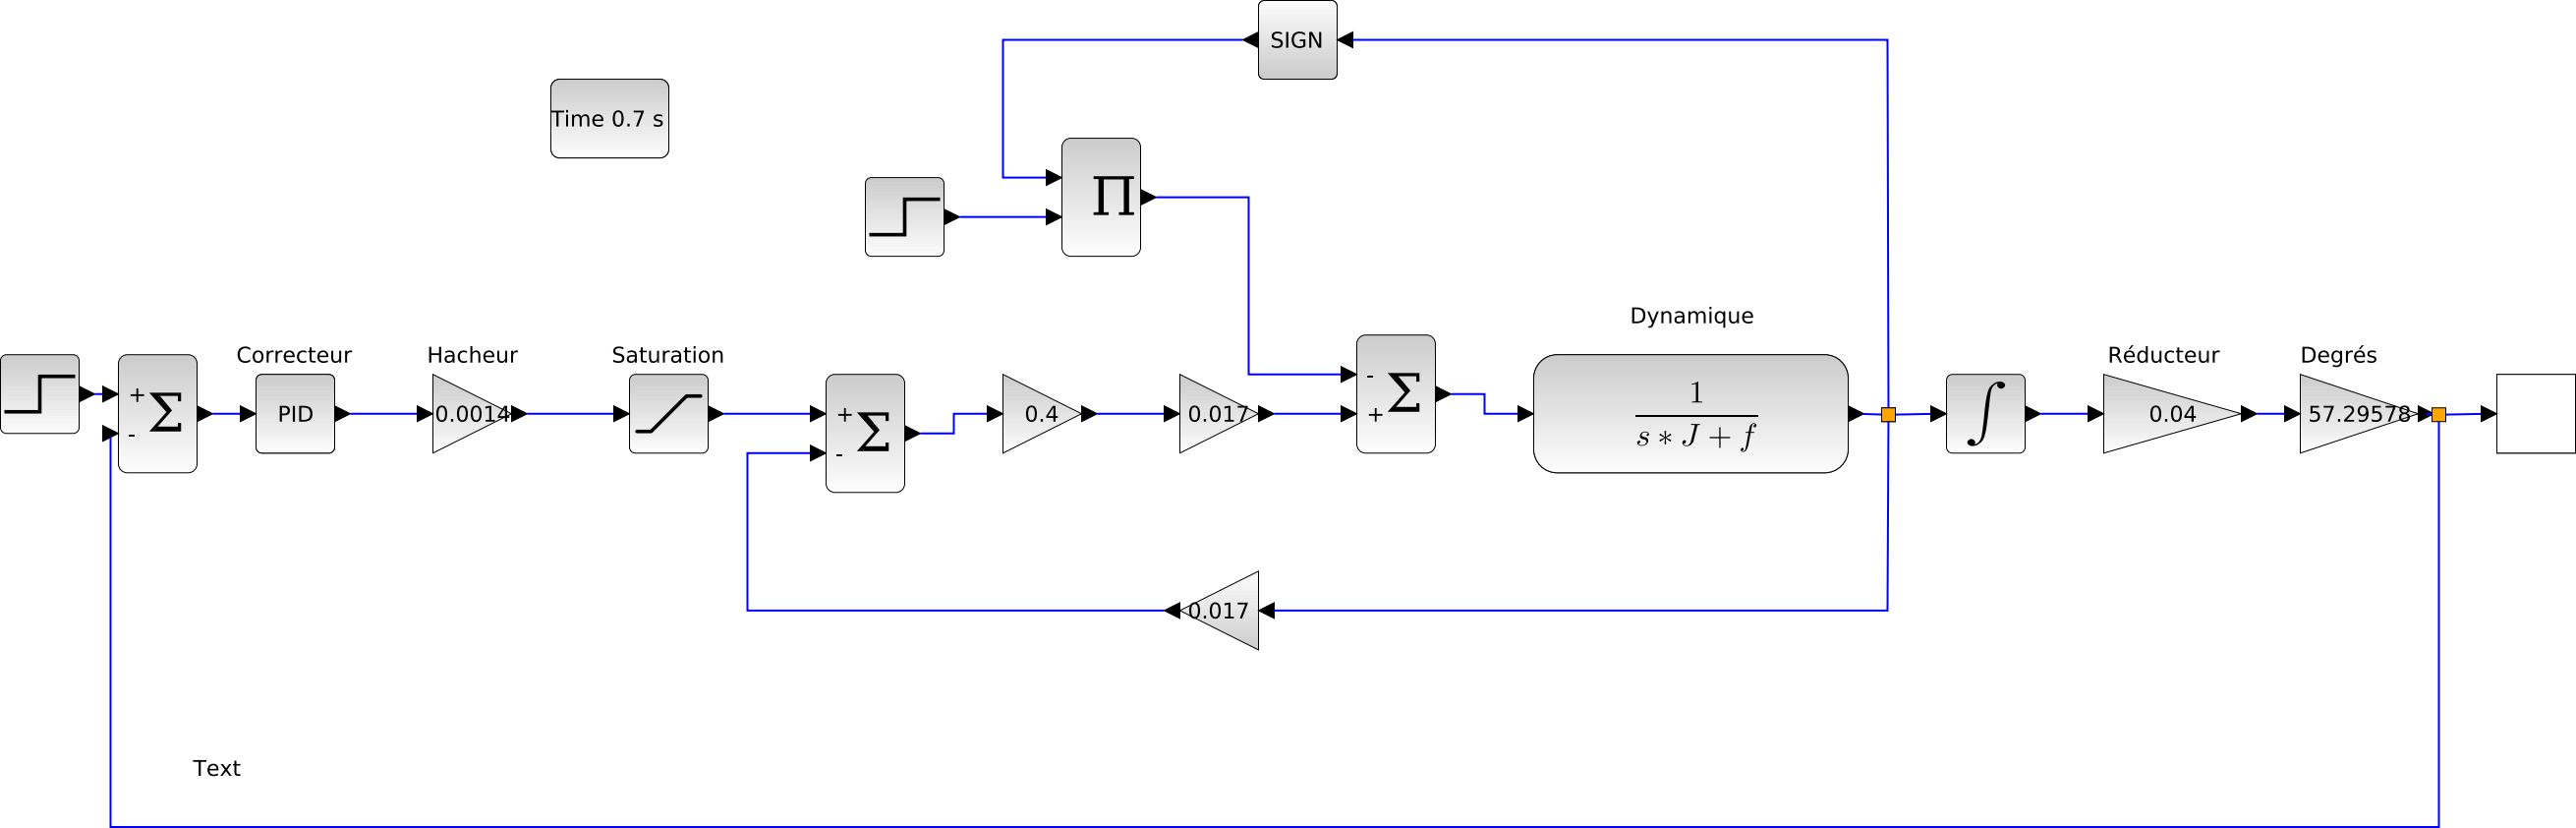 SIGN
Time 0.7 s
∏
Dynamique
Correcteur
Hacheur
Saturation
Réducteur
Degrés
+
-
Σ
PID
0.0014
+
-
Σ
0.4
0.017
-
+
Σ
1
s ∗ J + f
∫
0.04
57.29578
0.017
Text